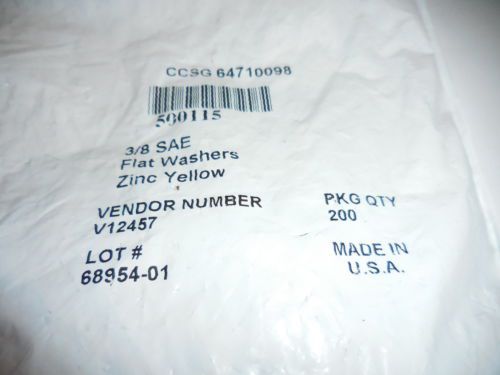 CCSG 64710098
500115
3/8 SAE
Flat Washers
Zinc Yellow
VENDOR NUMBER
V12457
PKG QTY
200
LOT #
68954-01
MADE IN
U.S.A.